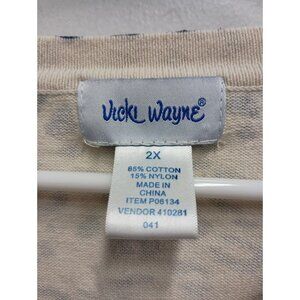 Vicki Wayne®
2X
85% COTTON
15% NYLON
MADE IN
CHINA
ITEM P06134
VENDOR 410281
041